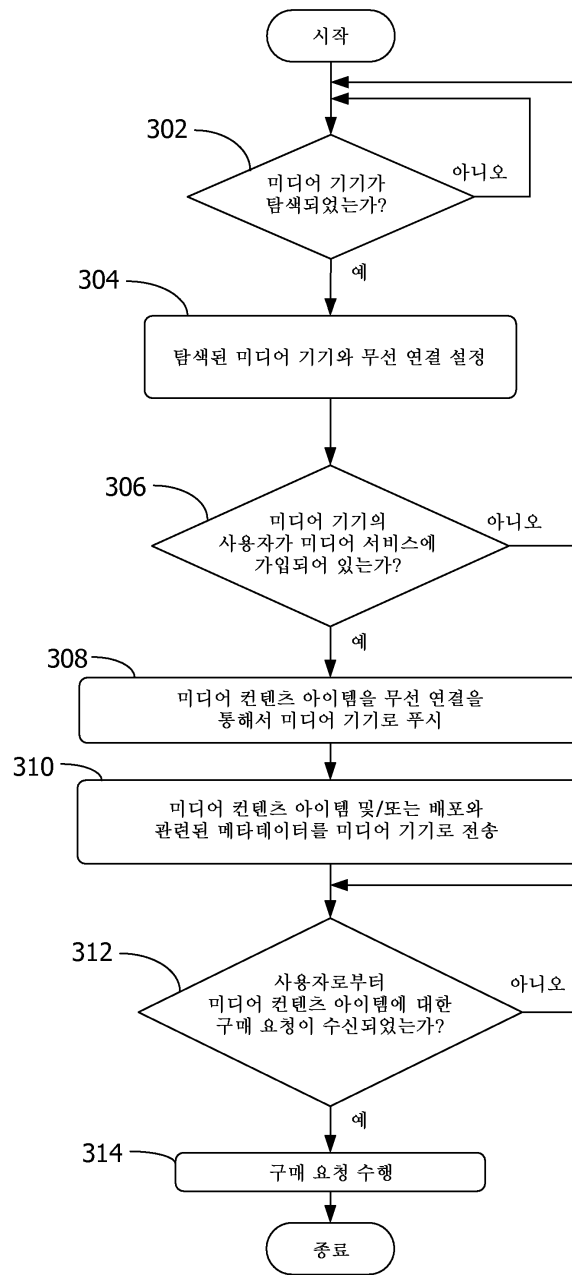 시작
302
미디어 기기가
탐색되었는가?
아니오
예
304
탐색된 미디어 기기와 무선 연결 설정
306
미디어 기기의
사용자가 미디어 서비스에
가입되어 있는가?
아니오
예
308
미디어 컨텐츠 아이템을 무선 연결을
통해서 미디어 기기로 푸시
310
미디어 컨텐츠 아이템 및/또는 배포와
관련된 메타데이터를 미디어 기기로 전송
312
사용자로부터
미디어 컨텐츠 아이템에 대한
구매 요청이 수신되었는가?
아니오
예
314
구매 요청 수행
종료